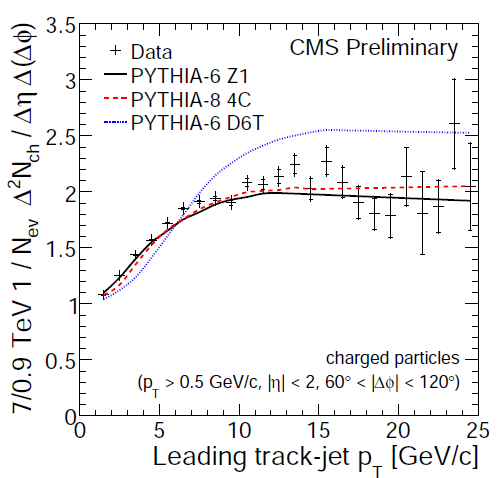 7/0.9 TeV 1 / N_ev Δ²N_ch / Δη Δ(Δϕ)
3.5
3
2.5
2
1.5
1
0.5
0
CMS Preliminary
Data
PYTHIA-6 Z1
PYTHIA-8 4C
PYTHIA-6 D6T
charged particles
(p_T > 0.5 GeV/c, |η| < 2, 60° < |Δϕ| < 120°)
0 5 10 15 20 25
Leading track-jet p_T [GeV/c]